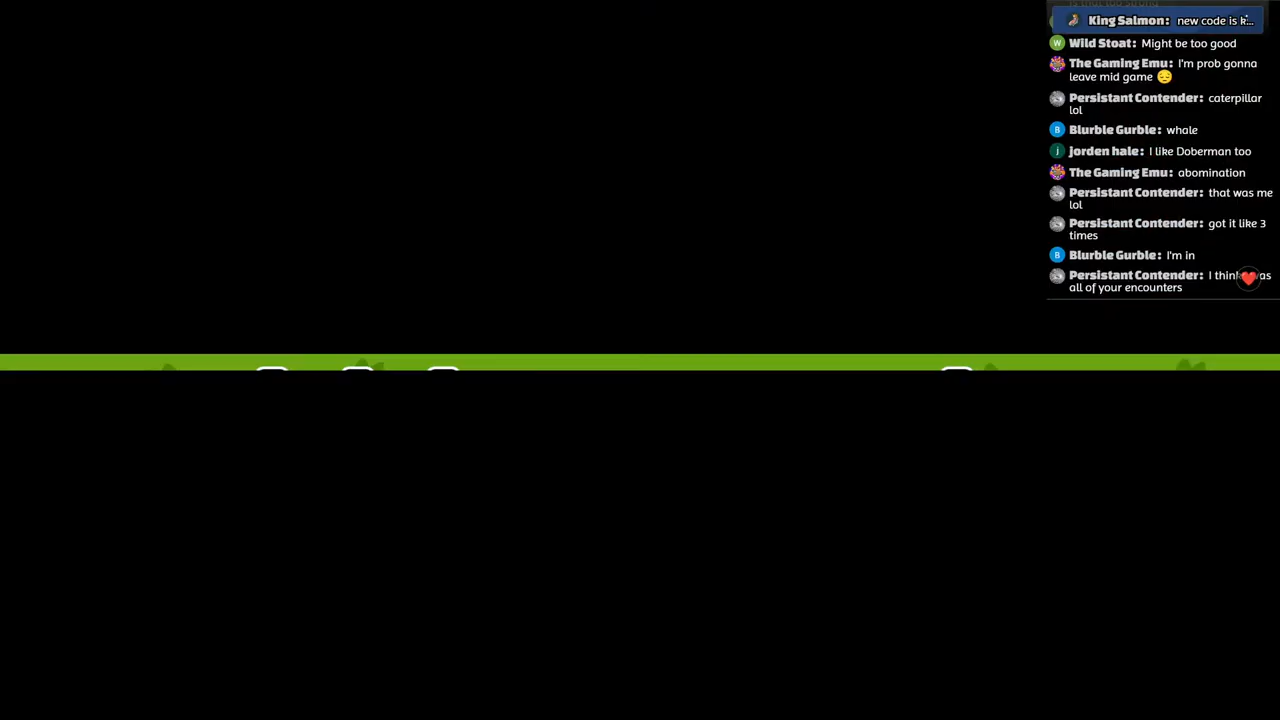 King Salmon: new code is k...
Wild Stoat: Might be too good
The Gaming Emu: I'm prob gonna
leave mid game 😔
Persistant Contender: caterpillar
lol
Blurble Gurble: whale
jorden hale: I like Doberman too
The Gaming Emu: abomination
Persistant Contender: that was me
lol
Persistant Contender: got it like 3
times
Blurble Gurble: I'm in
Persistant Contender: I think
all of your encounters